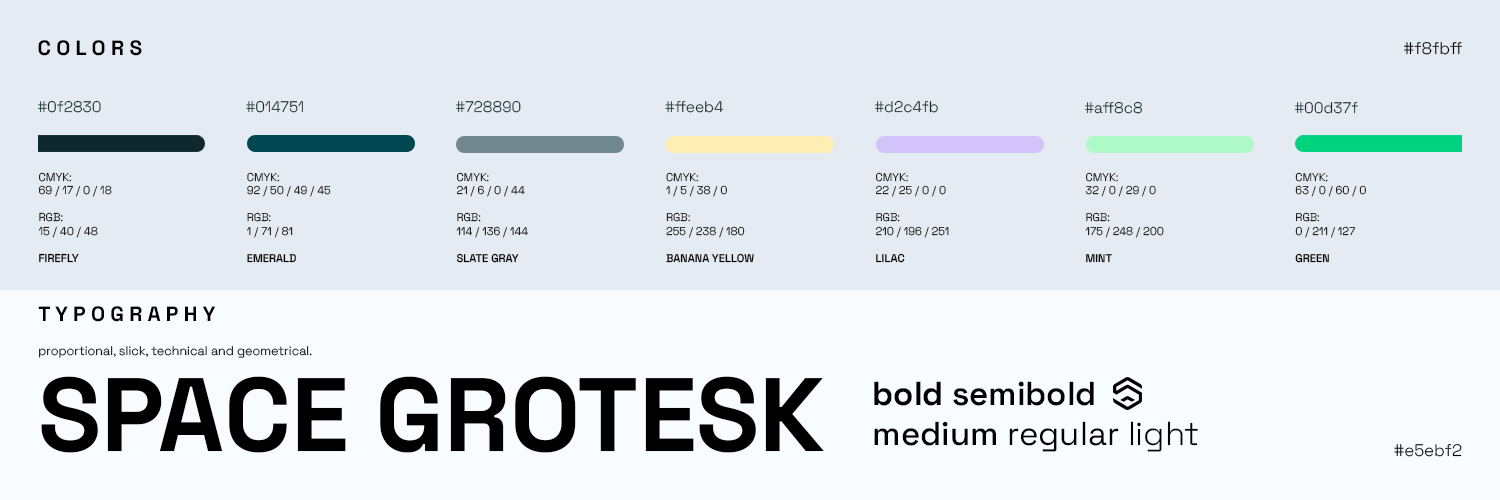 COLORS
#f8fbff
#0f2830
#014751
#728890
#ffeeb4
#d2c4fb
#aff8c8
#00d37f
CMYK:
69 / 17 / 0 / 18
RGB:
15 / 40 / 48
FIREFLY
CMYK:
92 / 50 / 49 / 45
RGB:
1 / 71 / 81
EMERALD
CMYK:
21 / 6 / 0 / 44
RGB:
114 / 136 / 144
SLATE GRAY
CMYK:
1 / 5 / 38 / 0
RGB:
255 / 238 / 180
BANANA YELLOW
CMYK:
22 / 25 / 0 / 0
RGB:
210 / 196 / 251
LILAC
CMYK:
32 / 0 / 29 / 0
RGB:
175 / 248 / 200
MINT
CMYK:
63 / 0 / 60 / 0
RGB:
0 / 211 / 127
GREEN
TYPOGRAPHY
proportional, slick, technical and geometrical.
SPACE GROTESK
bold semibold
medium regular light
#e5ebf2